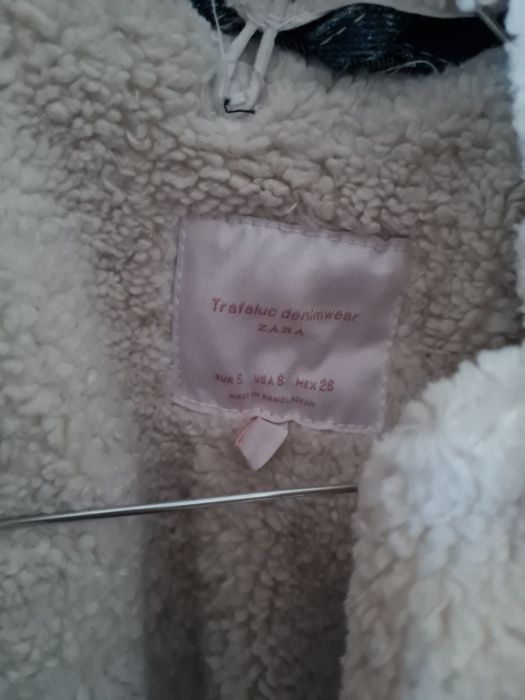 Trafaluc denimwear
ZARA
EUR S USA S MEX 26
MADE IN BANGLADESH